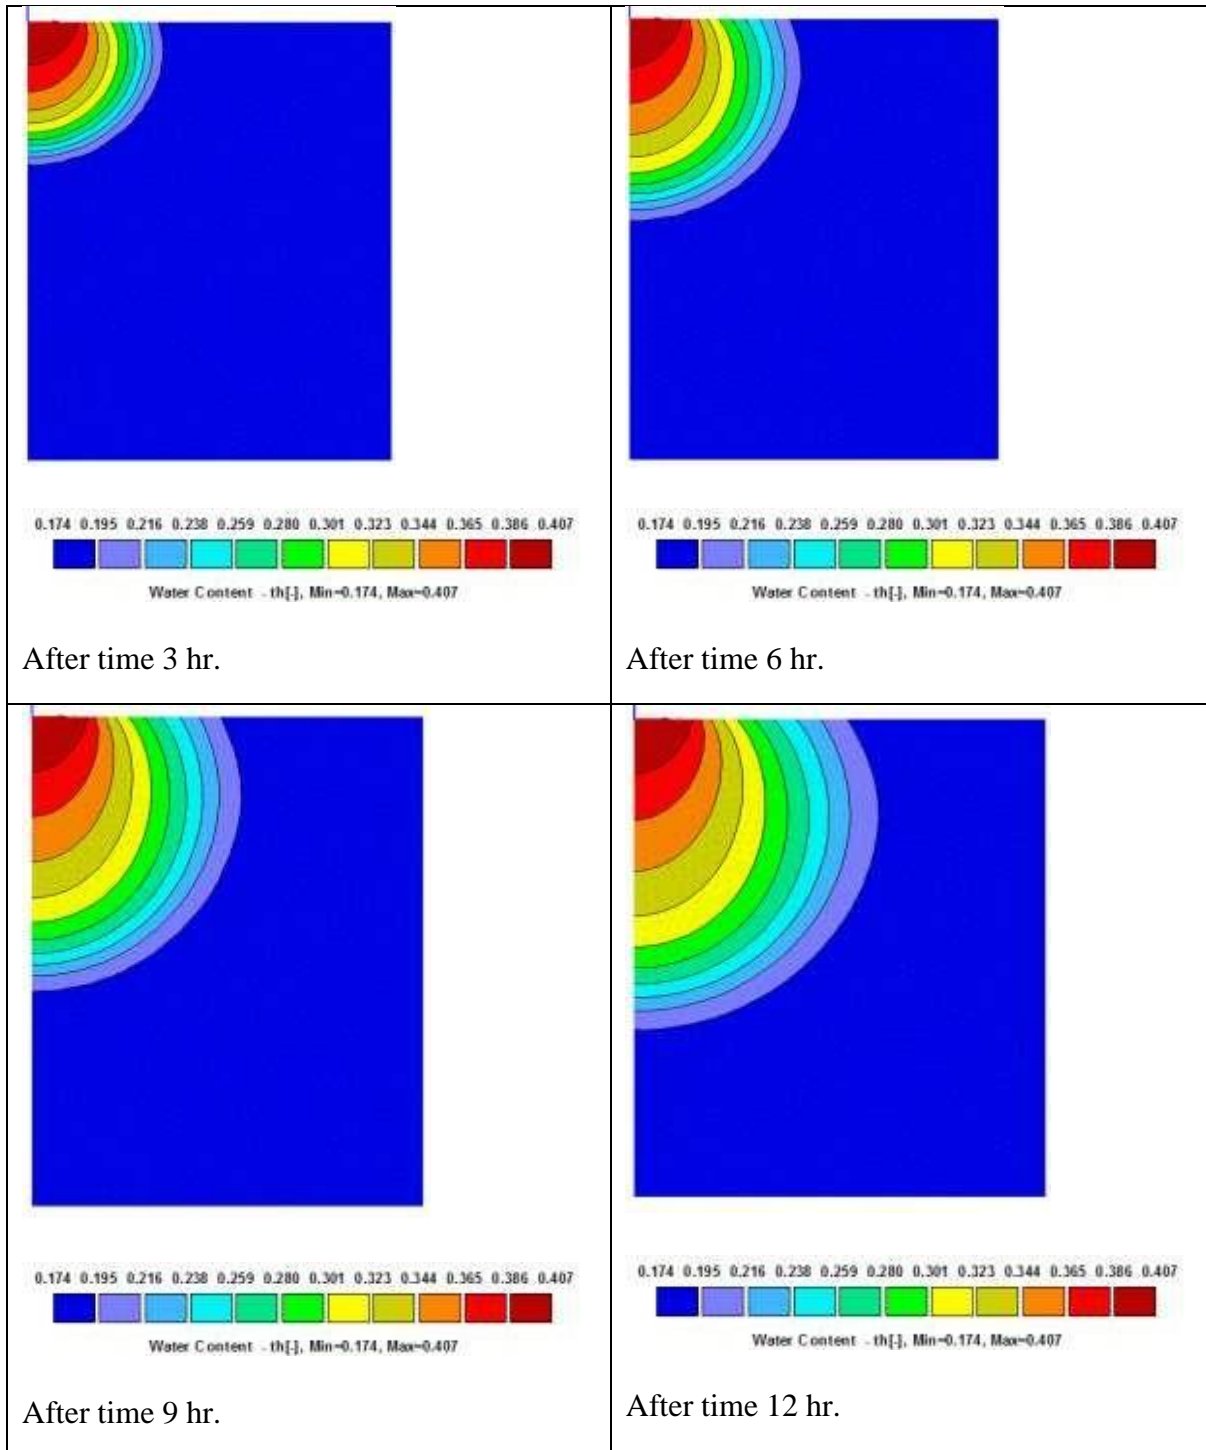 0.174 0.195 0.216 0.238 0.259 0.280 0.301 0.323 0.344 0.365 0.386 0.407
Water Content - th[-], Min=0.174, Max=0.407
After time 3 hr.
0.174 0.195 0.216 0.238 0.259 0.280 0.301 0.323 0.344 0.365 0.386 0.407
Water Content - th[-], Min=0.174, Max=0.407
After time 6 hr.
0.174 0.195 0.216 0.238 0.259 0.280 0.301 0.323 0.344 0.365 0.386 0.407
Water Content - th[-], Min=0.174, Max=0.407
After time 9 hr.
0.174 0.195 0.216 0.238 0.259 0.280 0.301 0.323 0.344 0.365 0.386 0.407
Water Content - th[-], Min=0.174, Max=0.407
After time 12 hr.